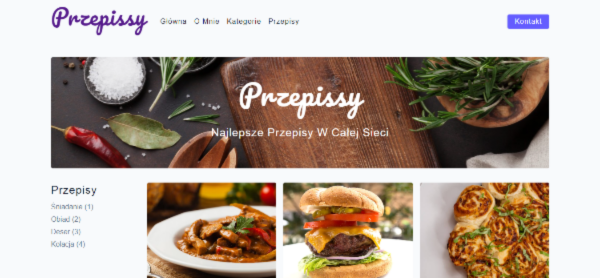 Przepissy Główna O Mnie Kategorie Przepisy Kontakt
Przepissy
Najlepsze Przepisy W Całej Sieci
Przepisy
Śniadanie (1)
Obiad (2)
Deser (3)
Kolacja (4)